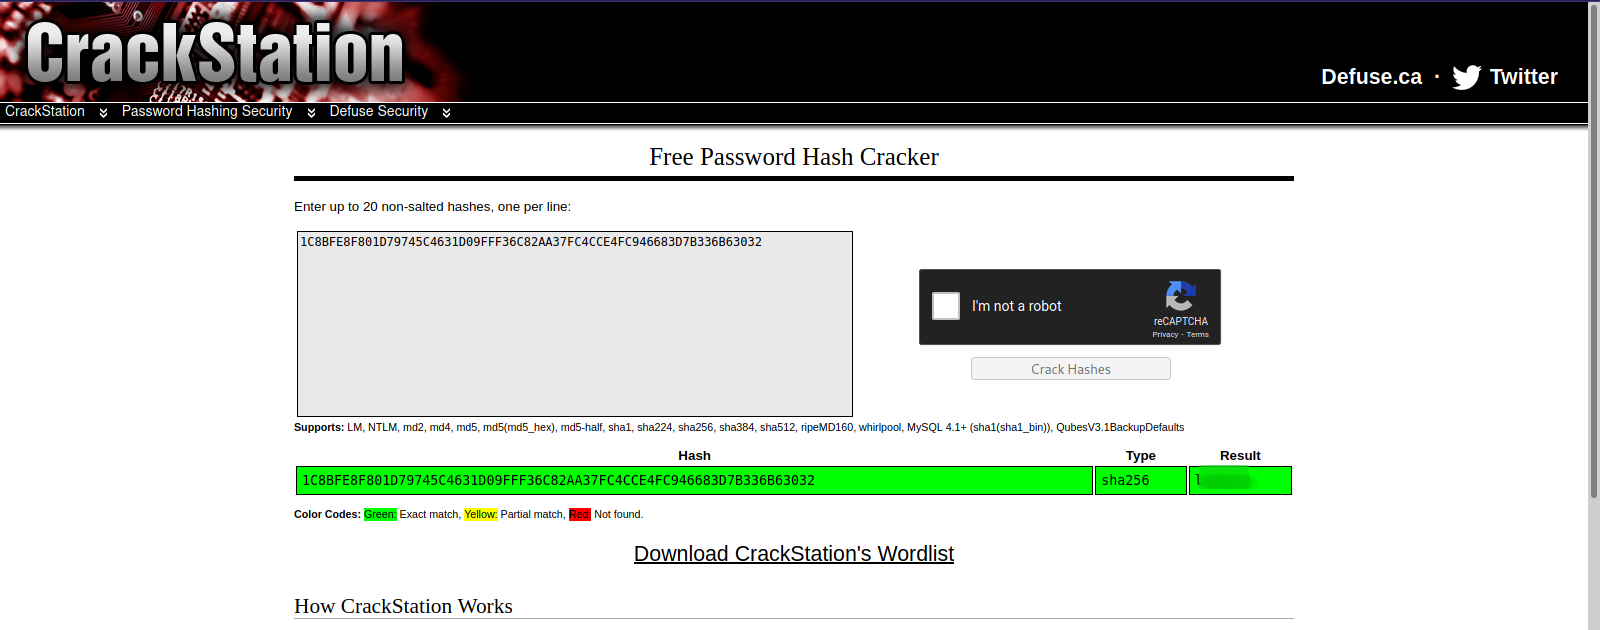 CrackStation
Defuse.ca · Twitter
CrackStation Password Hashing Security Defuse Security
Free Password Hash Cracker
Enter up to 20 non-salted hashes, one per line:
1C8BFE8F801D79745C4631D09FFF36C82AA37FC4CCE4FC946683D7B336B63032
I'm not a robot
reCAPTCHA
Privacy - Terms
Crack Hashes
Supports: LM, NTLM, md2, md4, md5, md5(md5_hex), md5-half, sha1, sha224, sha256, sha384, sha512, ripeMD160, whirlpool, MySQL 4.1+ (sha1(sha1_bin)), QubesV3.1BackupDefaults
Hash Type Result
1C8BFE8F801D79745C4631D09FFF36C82AA37FC4CCE4FC946683D7B336B63032 sha256
Color Codes: Green: Exact match, Yellow: Partial match, Red: Not found.
Download CrackStation's Wordlist
How CrackStation Works